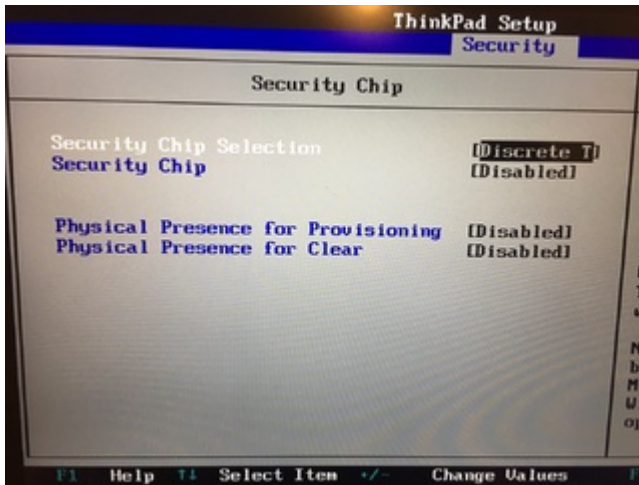 ThinkPad Setup
Security
Security Chip
Security Chip Selection [Discrete T]
Security Chip [Disabled]
Physical Presence for Provisioning [Disabled]
Physical Presence for Clear [Disabled]
F1 Help ↑↓ Select Item +/- Change Values